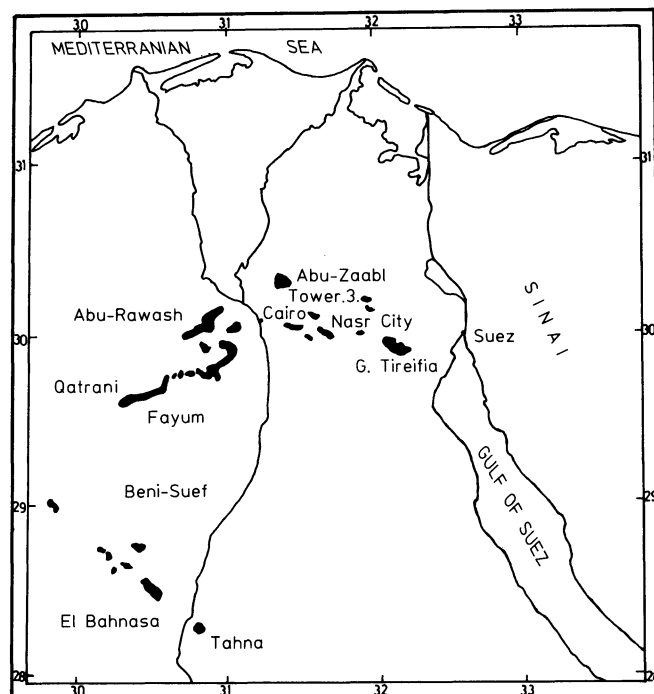 30 31 32 33
MEDITERRANIAN SEA
31 31
Abu-Zaabl
Tower.3.
Abu-Rawash Cairo Nasr City
30 30
Suez
SINAI
G. Tireifia
Qatrani
Fayum
GULF OF SUEZ
Beni-Suef
29 29
El Bahnasa
Tahna
28 28
30 31 32 33